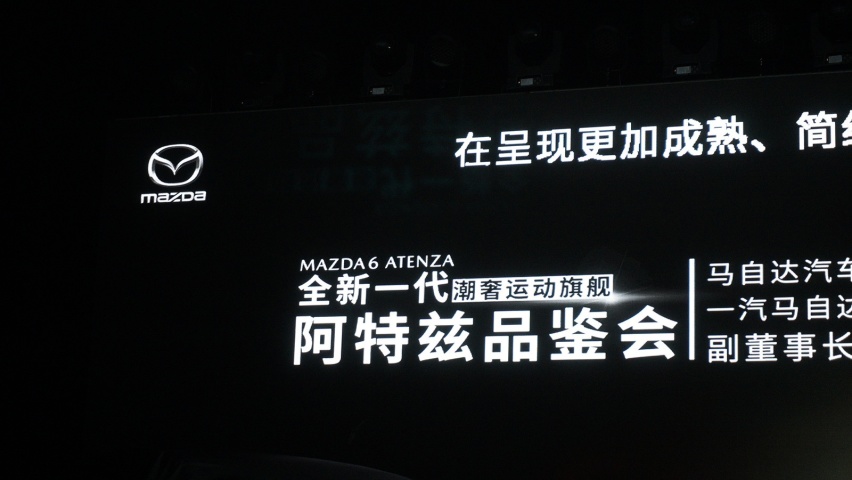 在呈现更加成熟、简
mazda
MAZDA6 ATENZA
全新一代 潮奢运动旗舰
阿特兹品鉴会
马自达汽车
一汽马自达
副董事长